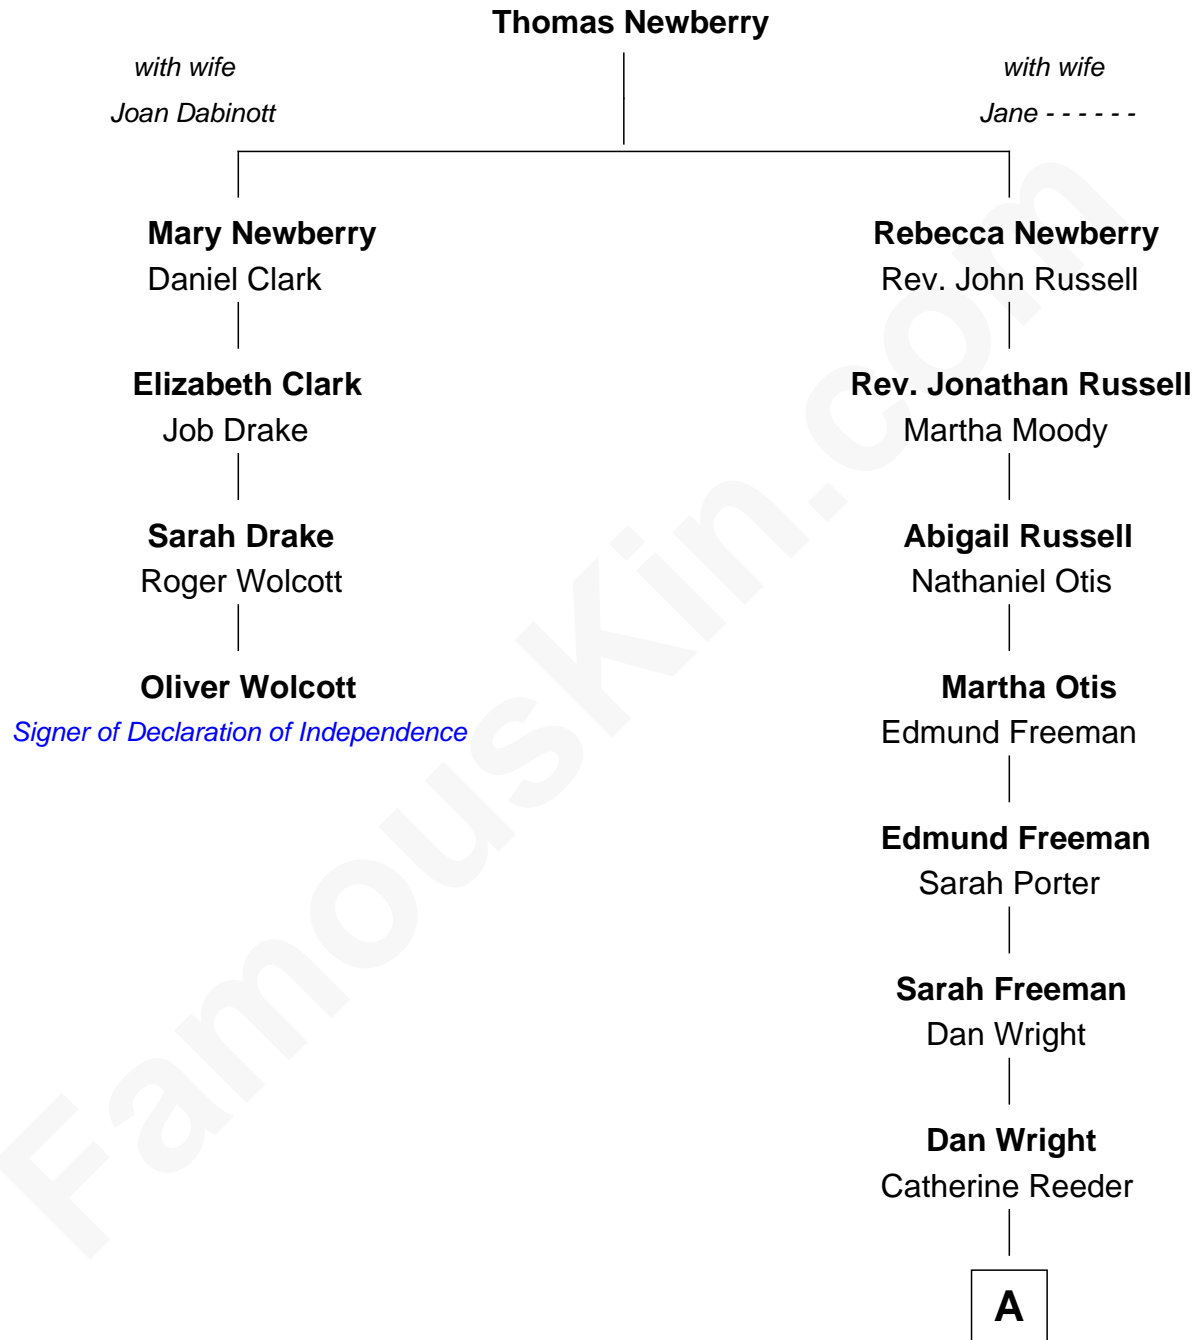 Thomas Newberry
with wife
Joan Dabinott
with wife
Jane - - - - - -
Mary Newberry
Daniel Clark
Rebecca Newberry
Rev. John Russell
Elizabeth Clark
Job Drake
Rev. Jonathan Russell
Martha Moody
Sarah Drake
Roger Wolcott
Abigail Russell
Nathaniel Otis
Oliver Wolcott
Signer of Declaration of Independence
Martha Otis
Edmund Freeman
Edmund Freeman
Sarah Porter
Sarah Freeman
Dan Wright
Dan Wright
Catherine Reeder
A
FamousKin.com